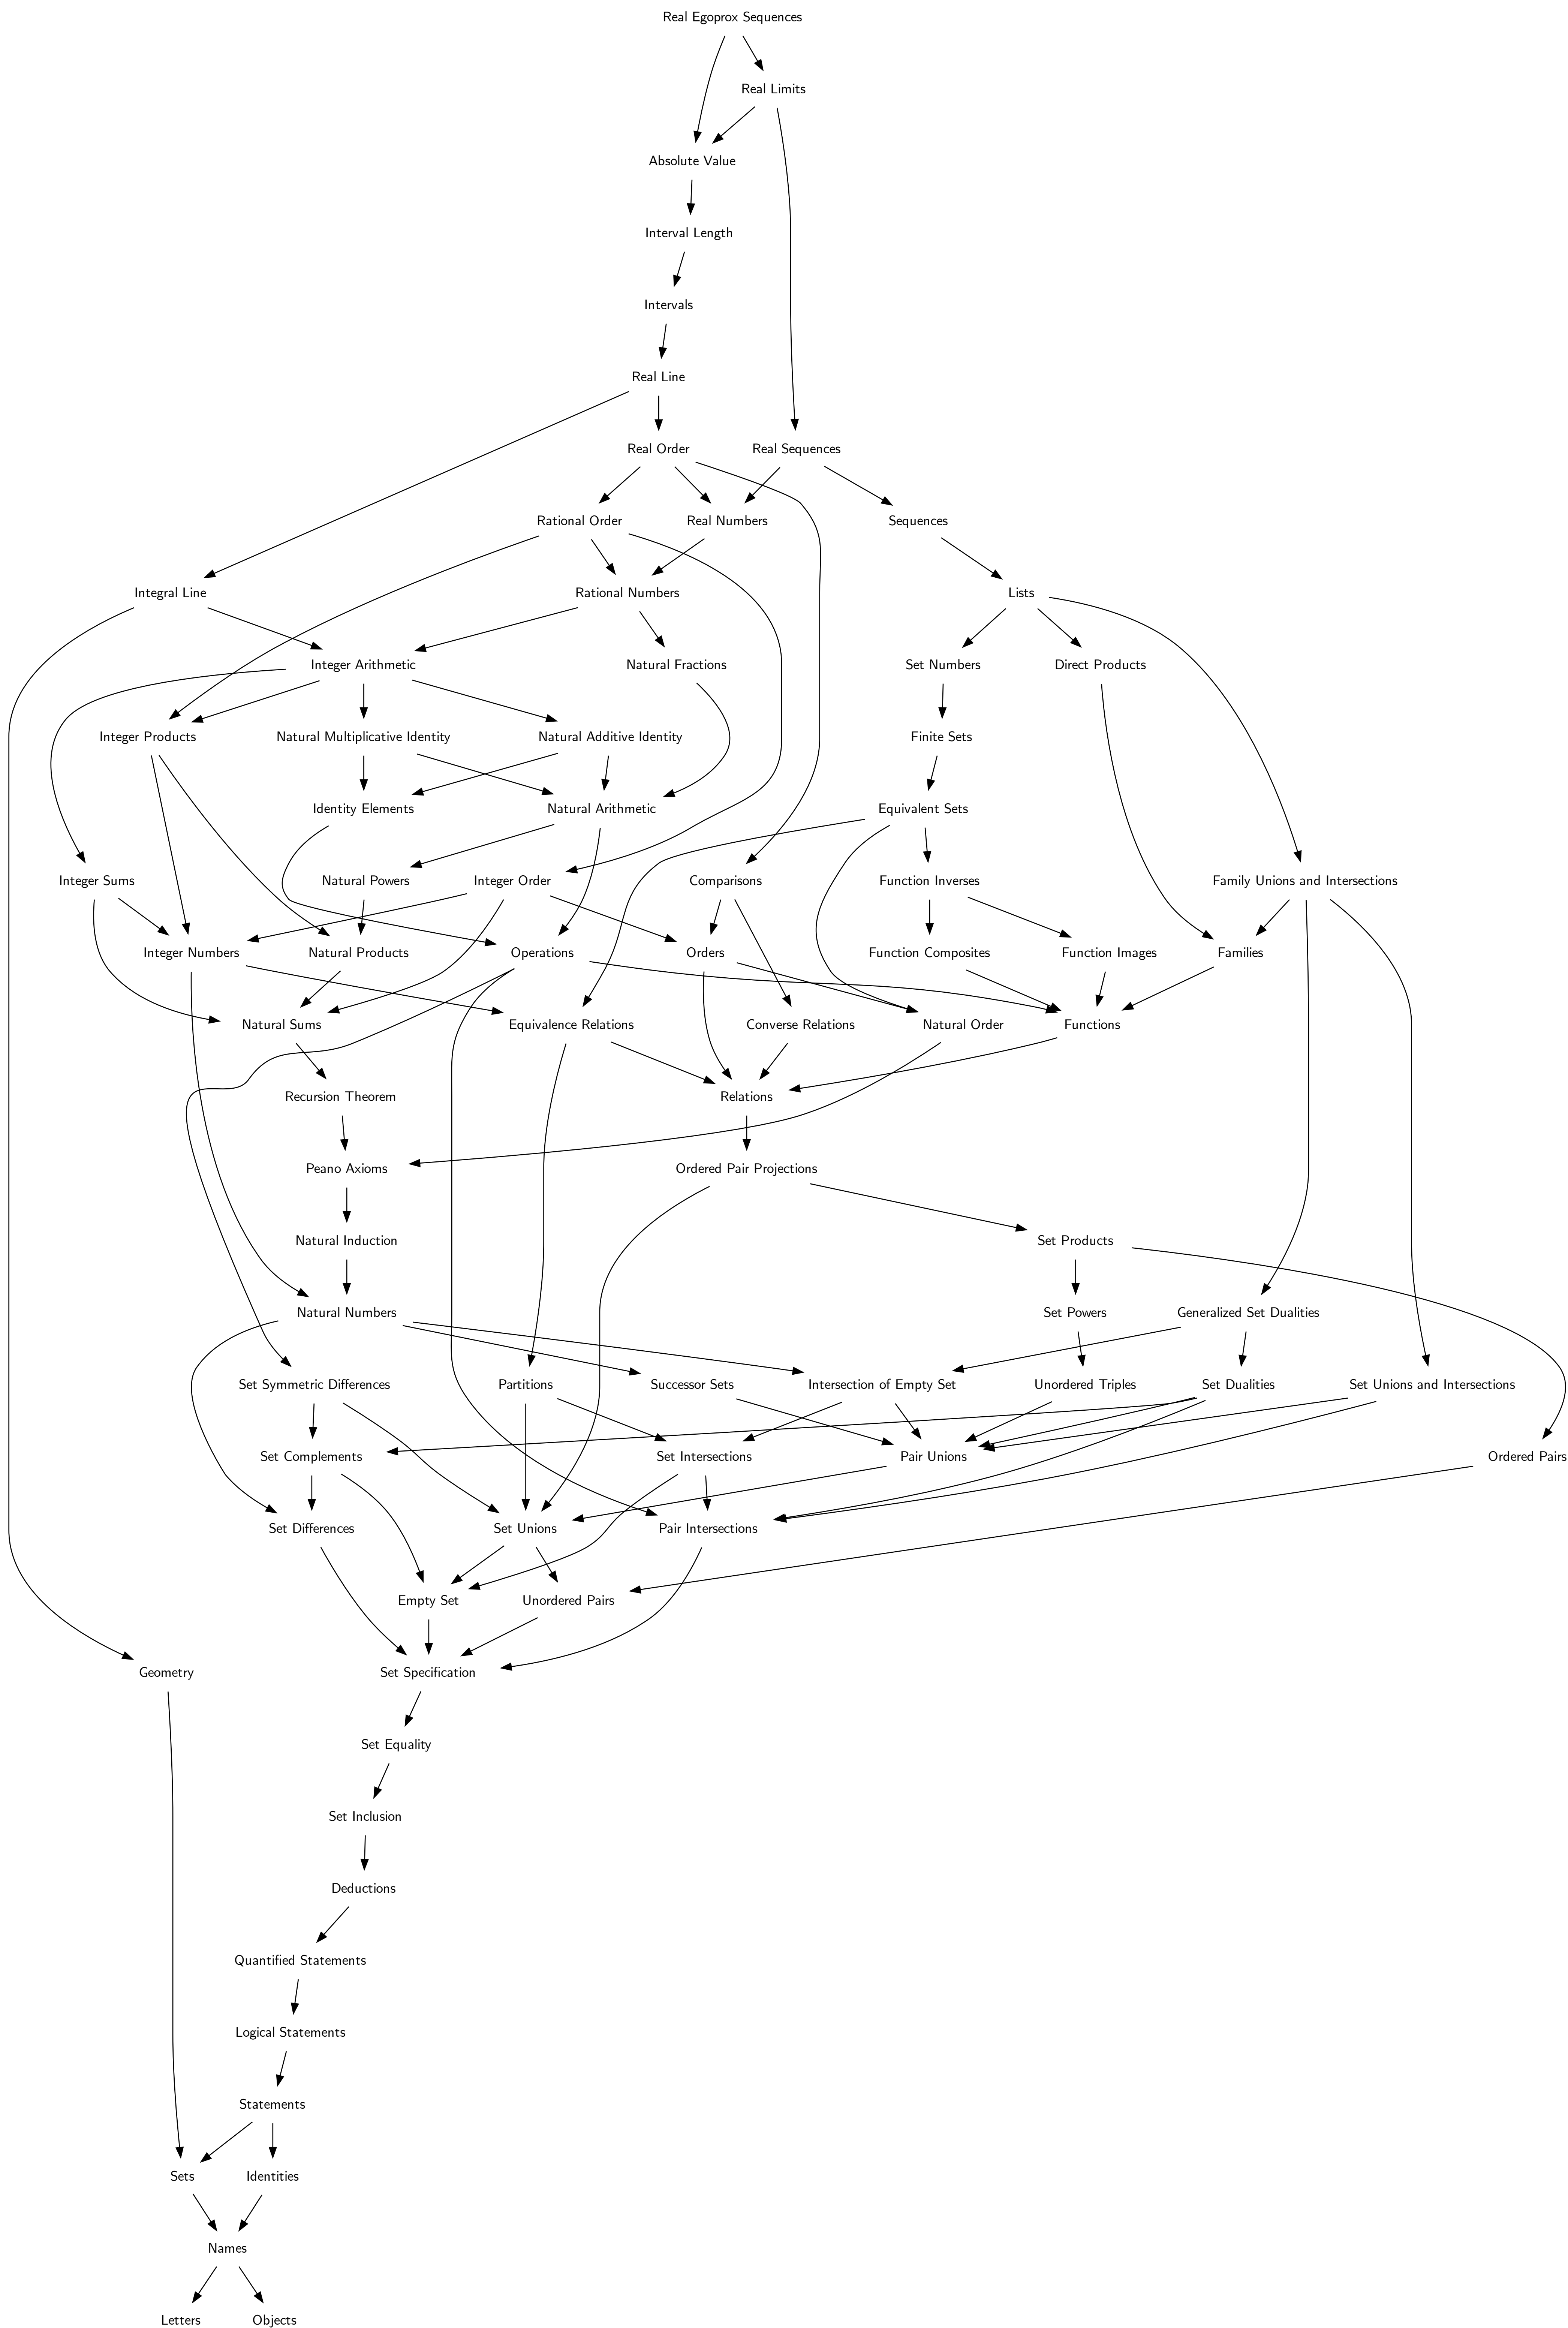 Real Egoprox Sequences
Real Limits
Absolute Value
Interval Length
Intervals
Real Line
Real Order
Real Sequences
Rational Order
Real Numbers
Sequences
Integral Line
Rational Numbers
Lists
Integer Arithmetic
Natural Fractions
Set Numbers
Direct Products
Integer Products
Natural Multiplicative Identity
Natural Additive Identity
Finite Sets
Identity Elements
Natural Arithmetic
Equivalent Sets
Integer Sums
Natural Powers
Integer Order
Comparisons
Function Inverses
Family Unions and Intersections
Integer Numbers
Natural Products
Operations
Orders
Function Composites
Function Images
Families
Natural Sums
Equivalence Relations
Converse Relations
Natural Order
Functions
Recursion Theorem
Relations
Peano Axioms
Ordered Pair Projections
Natural Induction
Set Products
Natural Numbers
Set Powers
Generalized Set Dualities
Set Symmetric Differences
Partitions
Successor Sets
Intersection of Empty Set
Unordered Triples
Set Dualities
Set Unions and Intersections
Set Complements
Set Intersections
Pair Unions
Ordered Pairs
Set Differences
Set Unions
Pair Intersections
Empty Set
Unordered Pairs
Geometry
Set Specification
Set Equality
Set Inclusion
Deductions
Quantified Statements
Logical Statements
Statements
Sets
Identities
Names
Letters
Objects